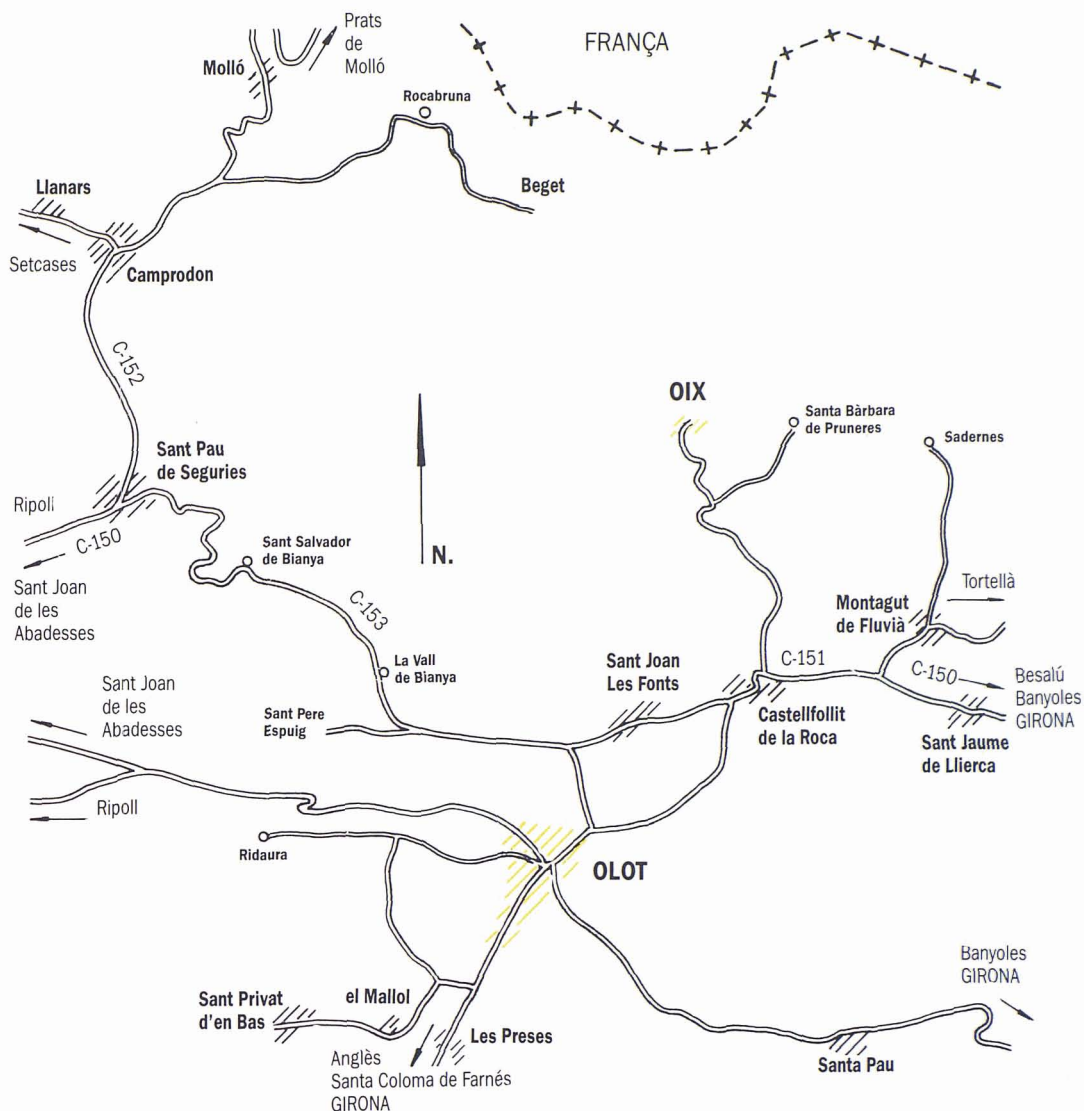 Prats
de
Molló
FRANÇA
Molló
Rocabruna
Llanars
Beget
Setcases
Camprodon
C-152
OIX
Santa Bàrbara
de Pruneres
Sadernes
Sant Pau
de Seguries
Ripoll
C-150
N.
Sant Salvador
de Bianya
Sant Joan
de les
Abadesses
C-153
Tortellà
Montagut
de Fluvià
La Vall
de Bianya
Sant Joan
Les Fonts
C-151
C-150
Besalú
Banyoles
GIRONA
Sant Joan
de les
Abadesses
Sant Pere
Espuig
Castellfollit
de la Roca
Sant Jaume
de Llierca
Ripoll
Ridaura
OLOT
Banyoles
GIRONA
Sant Privat
d'en Bas
el Mallol
Les Preses
Anglès
Santa Coloma de Farnés
GIRONA
Santa Pau